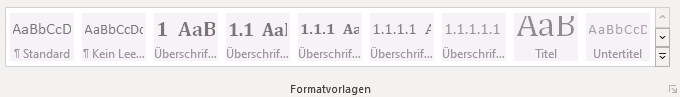 AaBbCcD AaBbCcDc 1 AaB 1.1 Aal 1.1.1 Aa 1.1.1.1 A 1.1.1.1.1 AaB AaBbCcD
¶ Standard ¶ Kein Lee... Überschrif... Überschrif... Überschrif... Überschrif... Überschrif... Titel Untertitel
Formatvorlagen